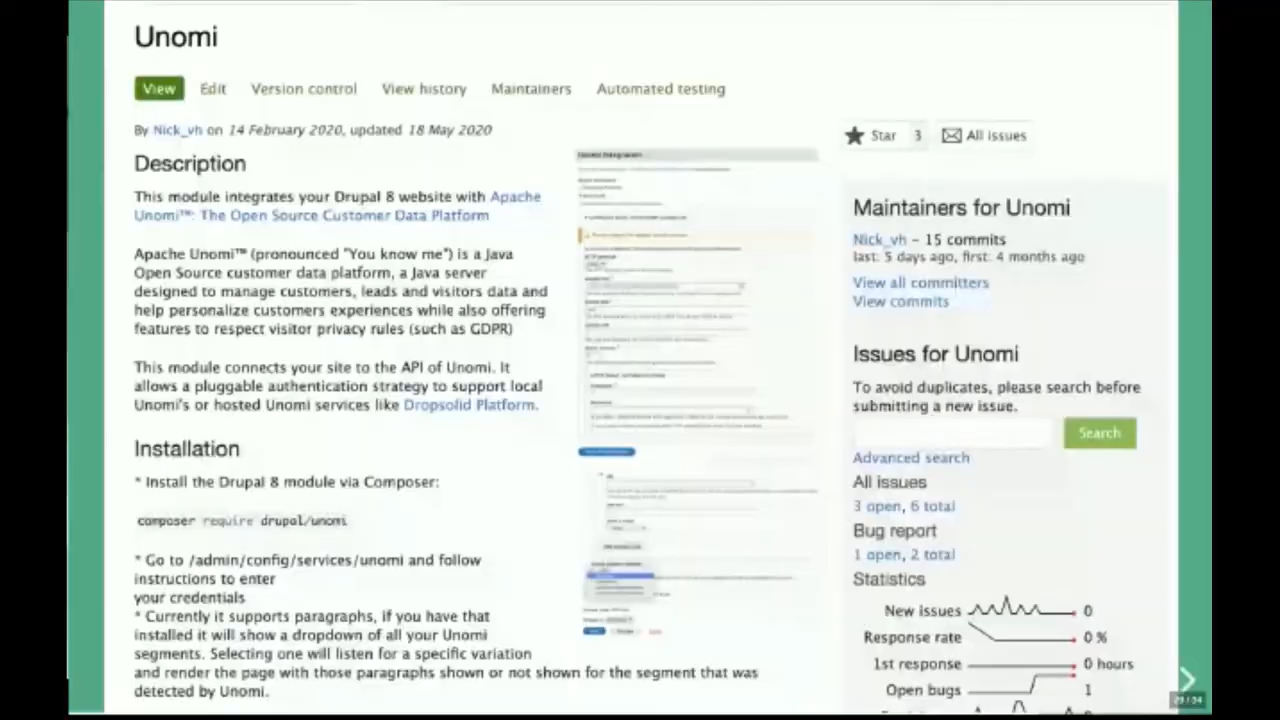 Unomi
View Edit Version control View history Maintainers Automated testing
By Nick_vh on 14 February 2020, updated 18 May 2020
Star 3 All issues
Description
This module integrates your Drupal 8 website with Apache
Unomi™: The Open Source Customer Data Platform
Apache Unomi™ (pronounced "You know me") is a Java
Open Source customer data platform, a Java server
designed to manage customers, leads and visitors data and
help personalize customers experiences while also offering
features to respect visitor privacy rules (such as GDPR)
This module connects your site to the API of Unomi. It
allows a pluggable authentication strategy to support local
Unomi's or hosted Unomi services like Dropsolid Platform.
Installation
* Install the Drupal 8 module via Composer:
composer require drupal/unomi
* Go to /admin/config/services/unomi and follow
instructions to enter
your credentials
* Currently it supports paragraphs, if you have that
installed it will show a dropdown of all your Unomi
segments. Selecting one will listen for a specific variation
and render the page with those paragraphs shown or not shown for the segment that was
detected by Unomi.
Maintainers for Unomi
Nick_vh – 15 commits
last: 5 days ago, first: 4 months ago
View all committers
View commits
Issues for Unomi
To avoid duplicates, please search before
submitting a new issue.
Search
Advanced search
All issues
3 open, 6 total
Bug report
1 open, 2 total
Statistics
New issues 0
Response rate 0 %
1st response 0 hours
Open bugs 1